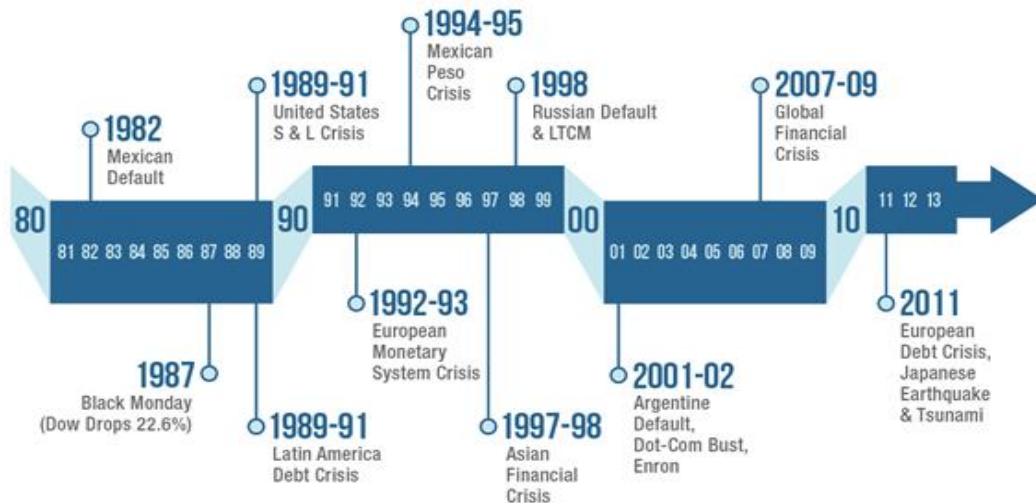 1994-95
Mexican
Peso
Crisis
1989-91
United States
S & L Crisis
1998
Russian Default
& LTCM
2007-09
Global
Financial
Crisis
1982
Mexican
Default
80
81 82 83 84 85 86 87 88 89
90
91 92 93 94 95 96 97 98 99
00
01 02 03 04 05 06 07 08 09
10
11 12 13
1987
Black Monday
(Dow Drops 22.6%)
1989-91
Latin America
Debt Crisis
1992-93
European
Monetary
System Crisis
1997-98
Asian
Financial
Crisis
2001-02
Argentine
Default,
Dot-Com Bust,
Enron
2011
European
Debt Crisis,
Japanese
Earthquake
& Tsunami